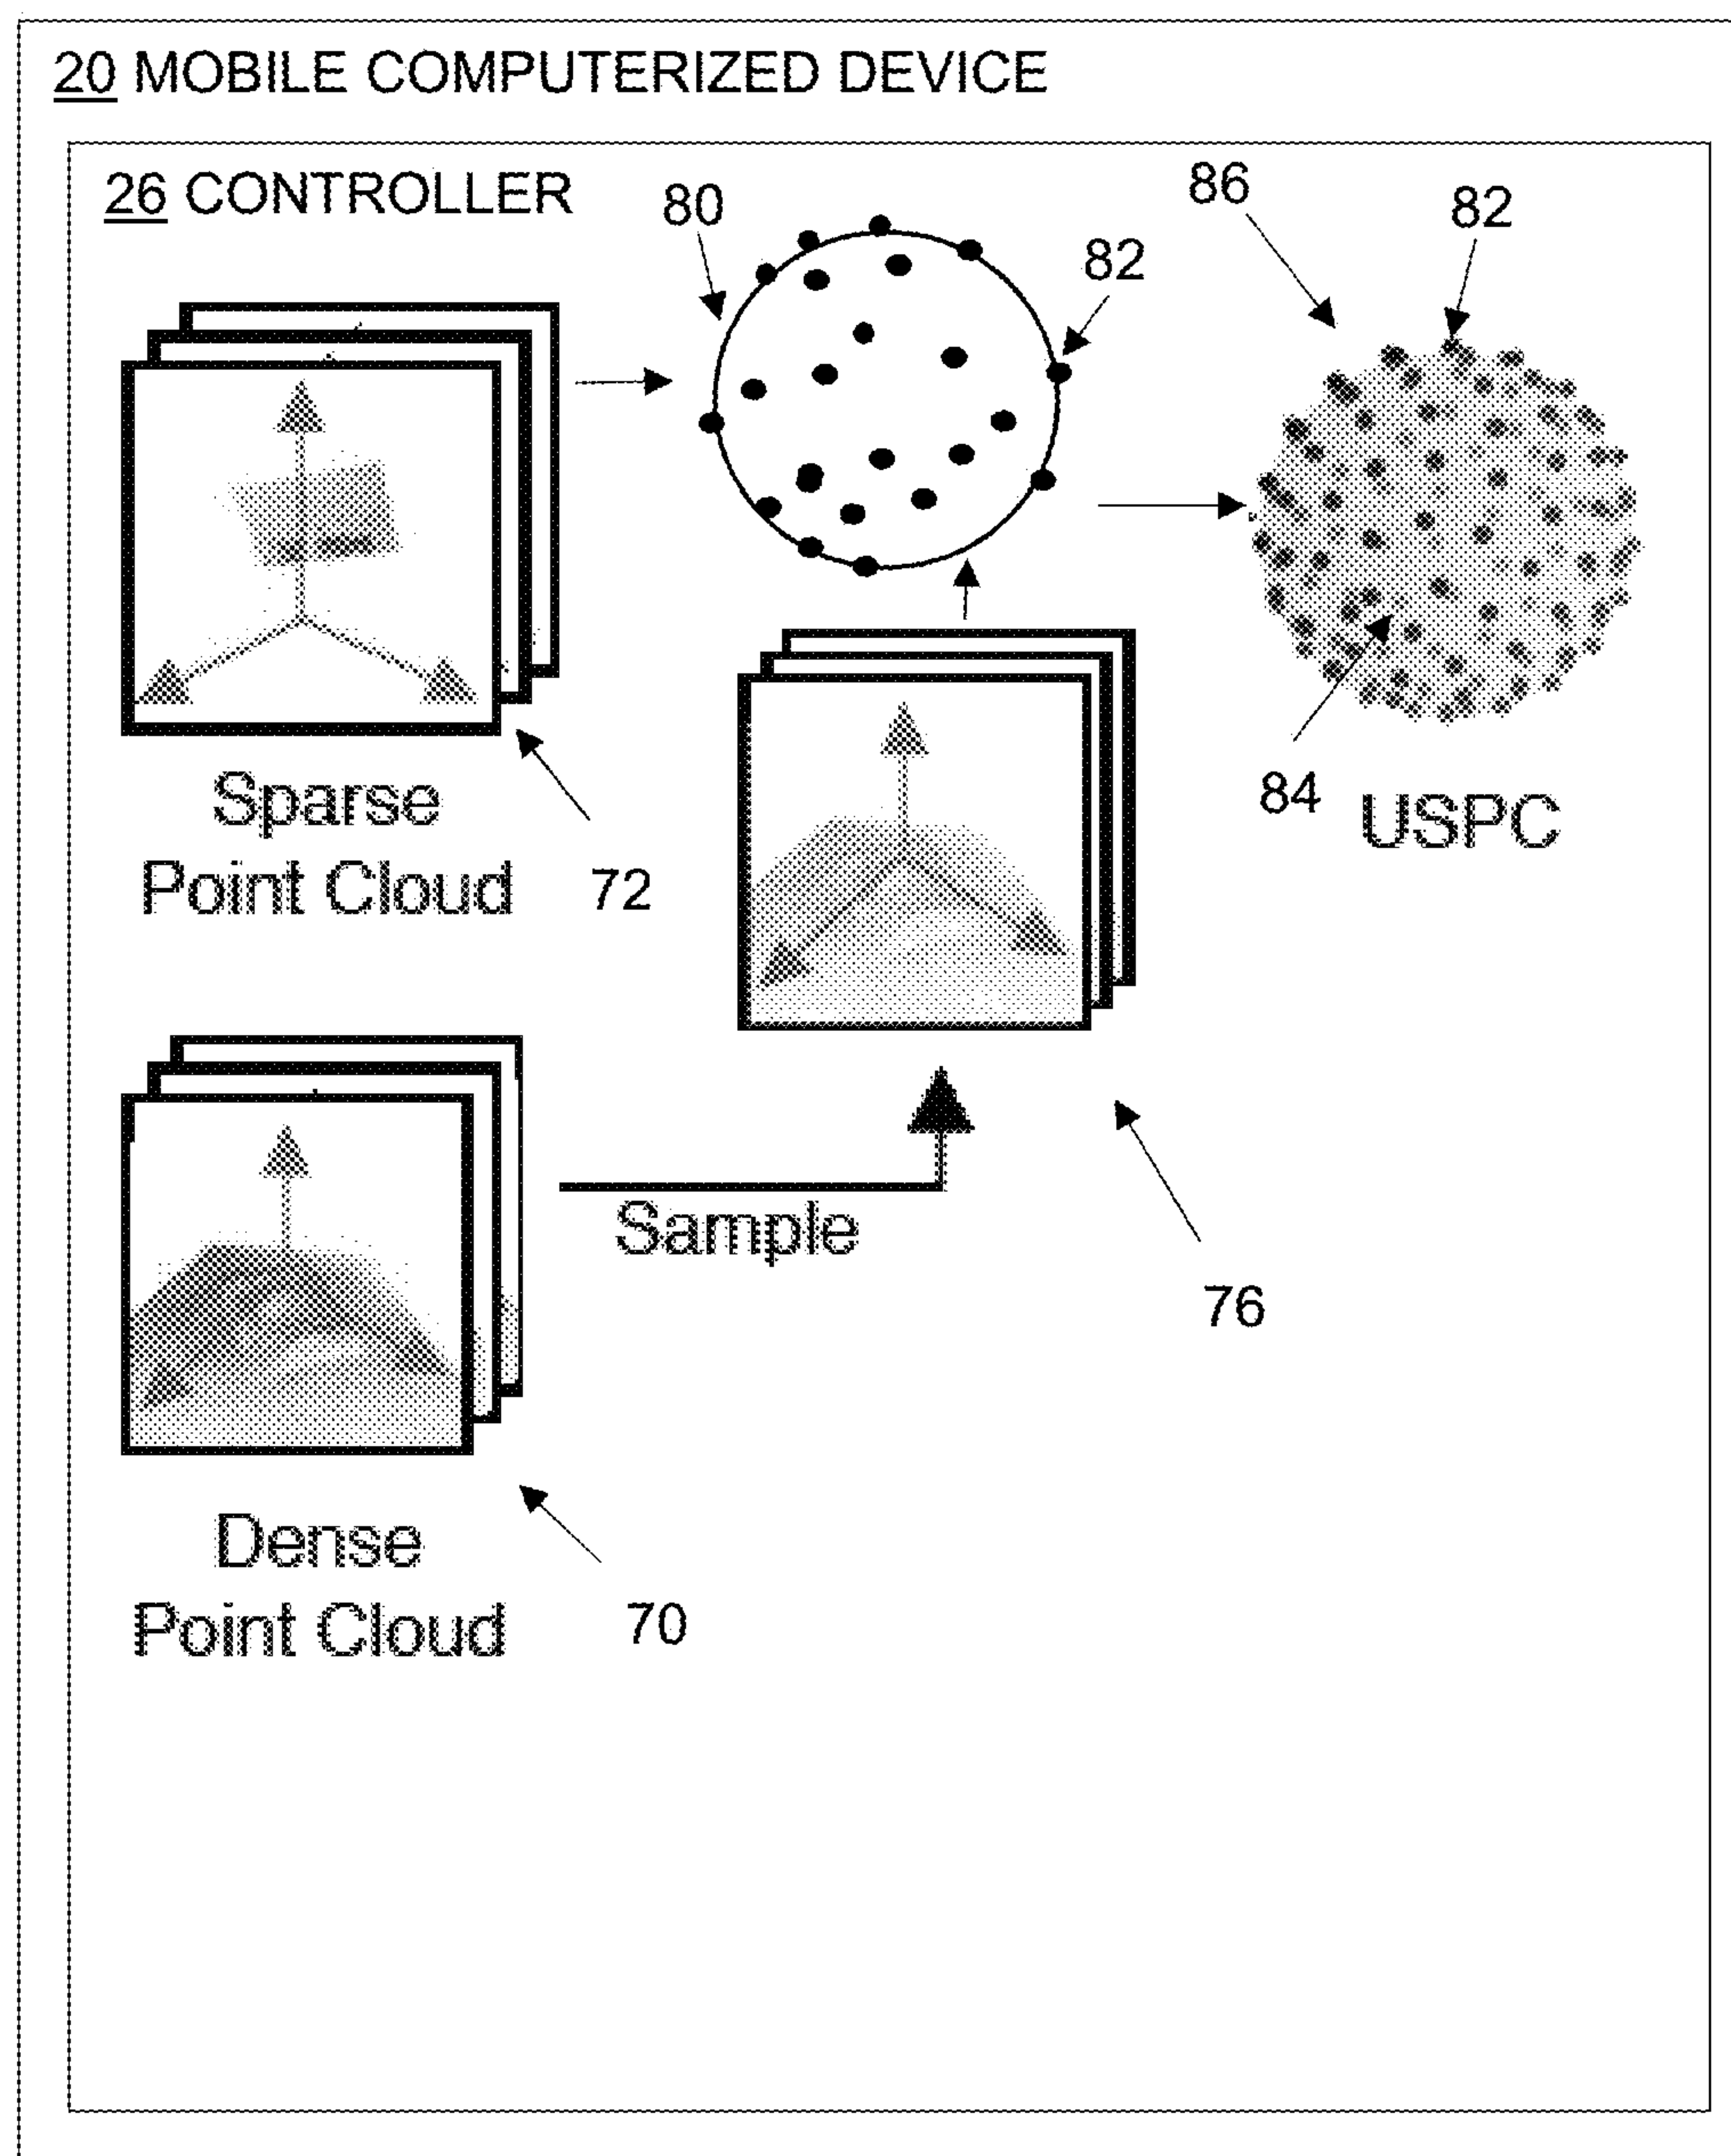 20 MOBILE COMPUTERIZED DEVICE
26 CONTROLLER
80
82
86
82
Sparse
Point Cloud
72
84
USPC
Sample
76
Dense
Point Cloud
70